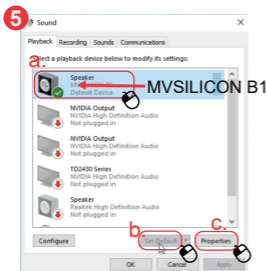 5
Sound
Playback Recording Sounds Communications
Select a playback device below to modify its settings:
a.
Speaker
MVSILICON B1
Default Device
NVIDIA Output
NVIDIA High Definition Audio
Not plugged in
NVIDIA Output
NVIDIA High Definition Audio
Not plugged in
TD2430 Series
NVIDIA High Definition Audio
Not plugged in
Speaker
Realtek High Definition Audio
Not plugged in
b.
c.
Configure Set Default Properties
OK Cancel Apply